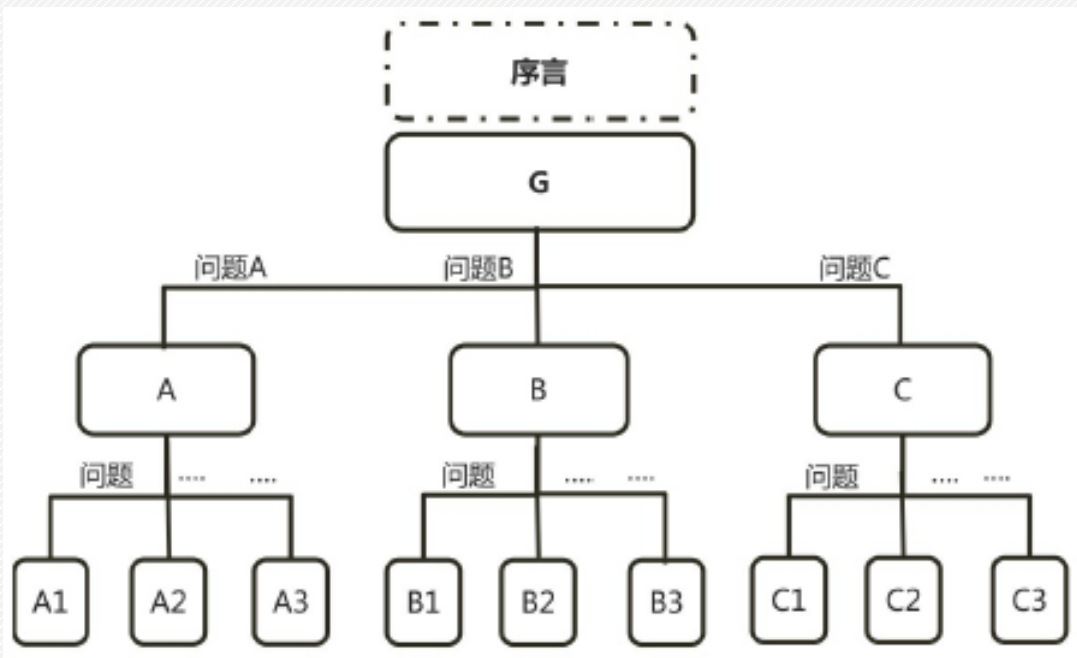 序言
G
问题A 问题B 问题C
A B C
问题 .... .... 问题 .... .... 问题 .... ....
A1 A2 A3 B1 B2 B3 C1 C2 C3